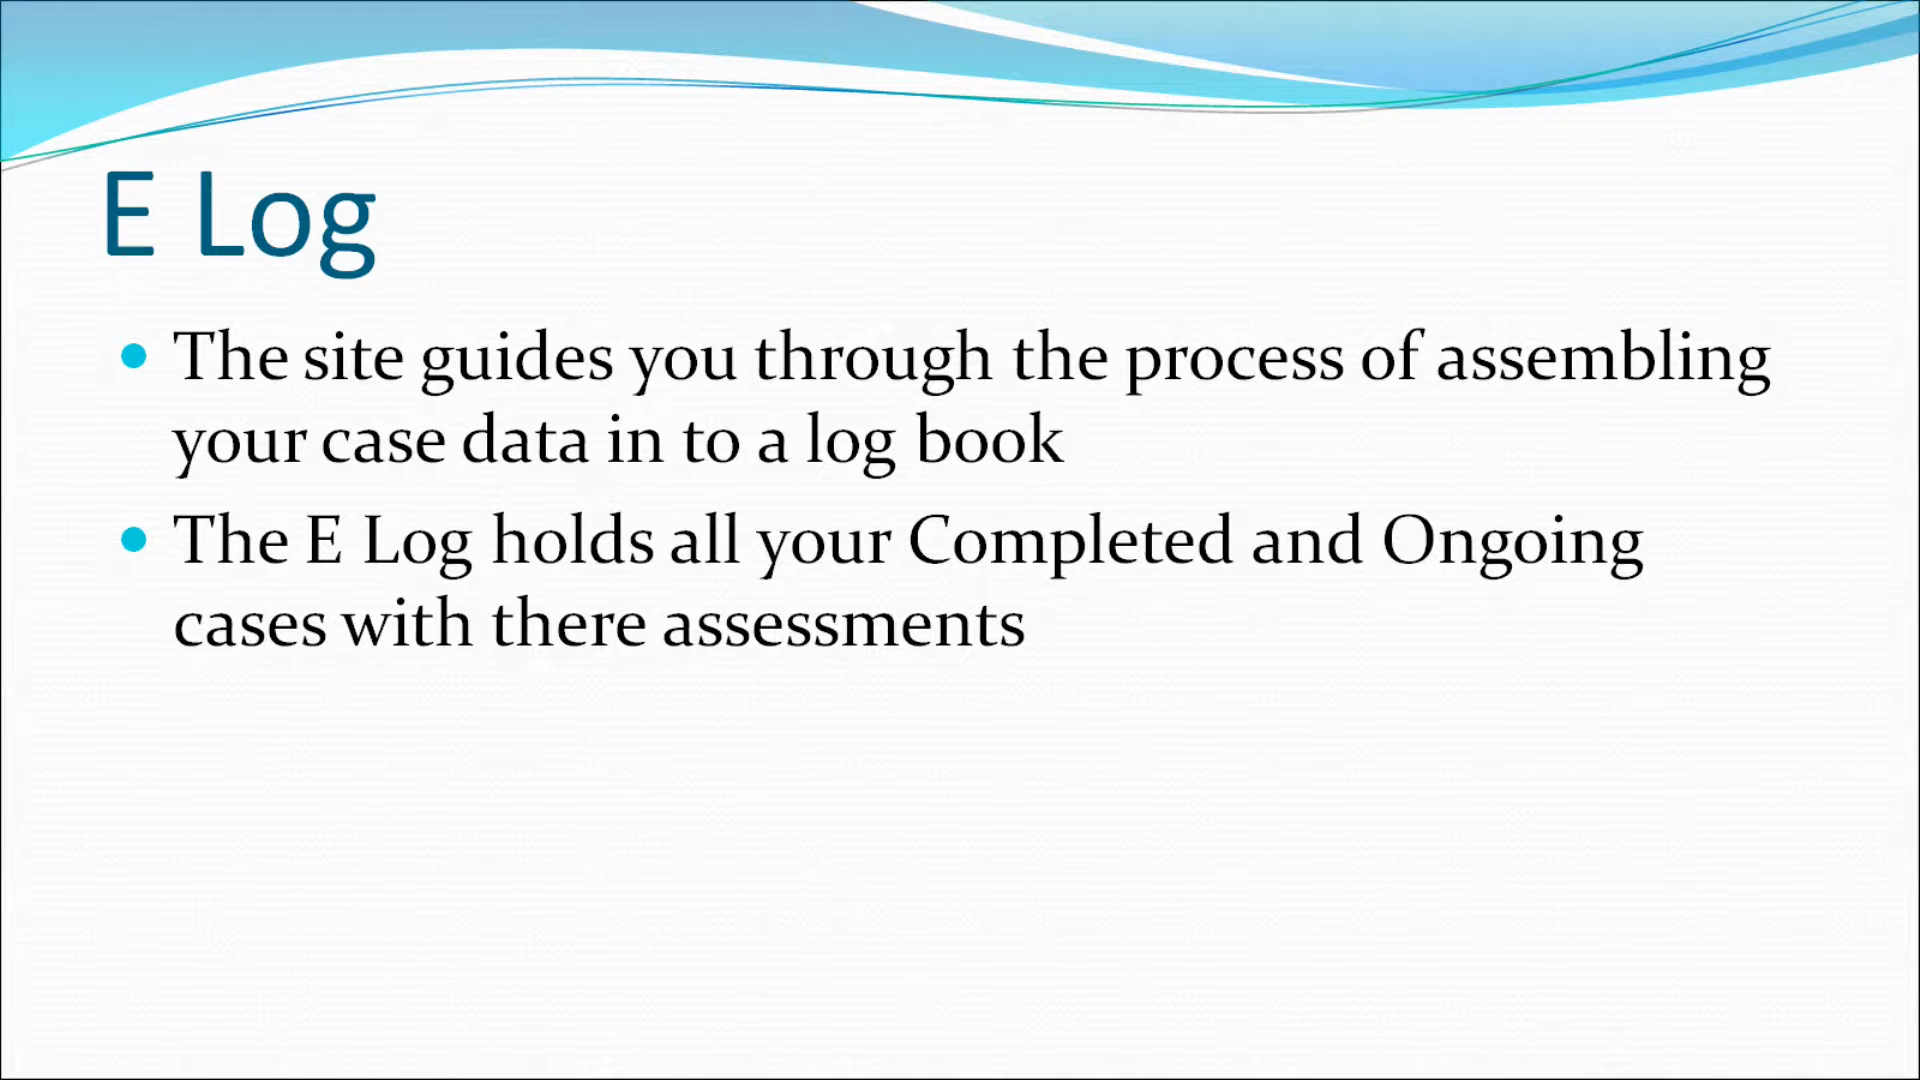 E Log
• The site guides you through the process of assembling
your case data in to a log book
• The E Log holds all your Completed and Ongoing
cases with there assessments